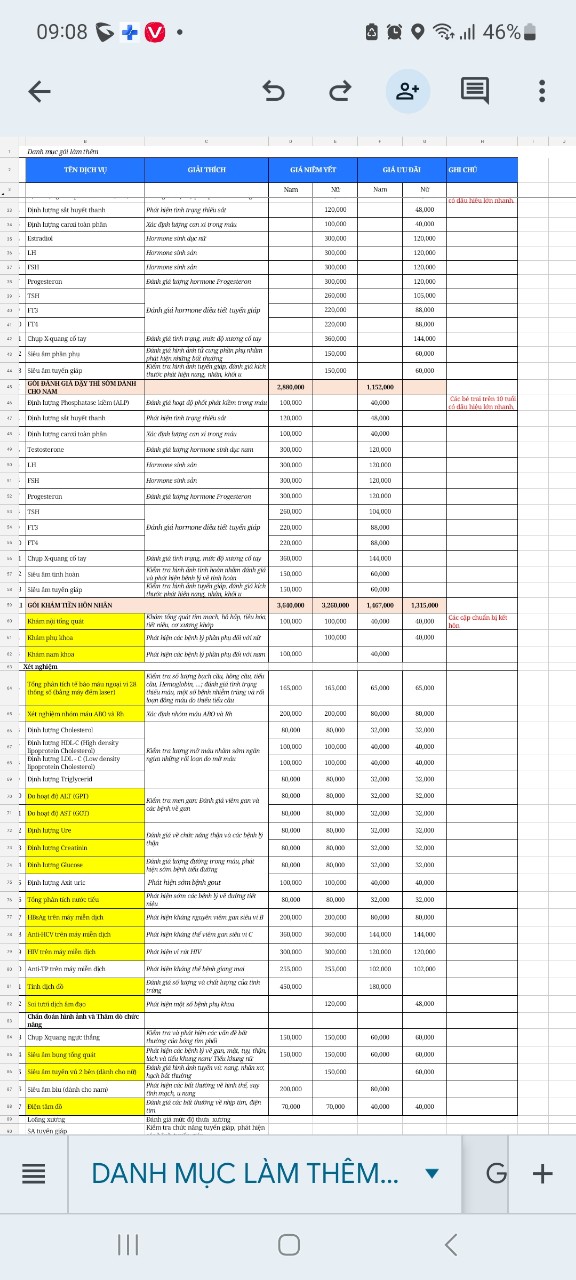 09:08 46%
Danh mục gói làm thêm
TÊN DỊCH VỤ GIẢI THÍCH GIÁ NIÊM YẾT GIÁ ƯU ĐÃI GHI CHÚ
Nam Nữ Nam Nữ
có dấu hiệu lớn nhanh.
Định lượng sắt huyết thanh Phát hiện tình trạng thiếu sắt 120,000 48,000
Định lượng canxi toàn phần Xác định lượng can xi trong máu 100,000 40,000
Estradiol Hormone sinh dục nữ 300,000 120,000
LH Hormone sinh sản 300,000 120,000
FSH Hormone sinh sản 300,000 120,000
Progesteron Định lượng hormone Progesteron 300,000 120,000
TSH 260,000 105,000
FT3 Đánh giá hormone điều tiết tuyến giáp 220,000 88,000
FT4 220,000 88,000
Chụp X-quang cổ tay Đánh giá tình trạng, mức độ xương cổ tay 360,000 144,000
Siêu âm phần phụ Đánh giá hình ảnh tử cung phần phụ nhằm phát hiện những bất thường 150,000 60,000
Siêu âm tuyến giáp Kiểm tra hình ảnh tuyến giáp, đánh giá kích thước phát hiện nang, nhân, khối u 150,000 60,000
GÓI ĐÁNH GIÁ DẬY THÌ SỚM DÀNH CHO NAM 2,880,000 1,152,000
Định lượng Phosphatase kiềm (ALP) Đánh giá hoạt độ phốt phát kiềm trong máu 100,000 40,000 Các bé trai trên 10 tuổi có dấu hiệu lớn nhanh.
Định lượng sắt huyết thanh Phát hiện tình trạng thiếu sắt 120,000 48,000
Định lượng canxi toàn phần Xác định lượng can xi trong máu 100,000 40,000
Testosterone Định lượng hormone sinh dục nam 300,000 120,000
LH Hormone sinh sản 300,000 120,000
FSH Hormone sinh sản 300,000 120,000
Progesteron Định lượng hormone Progesteron 300,000 120,000
TSH 260,000 104,000
FT3 Đánh giá hormone điều tiết tuyến giáp 220,000 88,000
FT4 220,000 88,000
Chụp X-quang cổ tay Đánh giá tình trạng, mức độ xương cổ tay 360,000 144,000
Siêu âm tinh hoàn Kiểm tra hình ảnh tinh hoàn nhằm đánh giá và phát hiện bệnh lý về tinh hoàn 150,000 60,000
Siêu âm tuyến giáp Kiểm tra hình ảnh tuyến giáp, đánh giá kích thước phát hiện nang, nhân, khối u 150,000 60,000
GÓI KHÁM TIỀN HÔN NHÂN 3,640,000 3,260,000 1,467,000 1,315,000
Khám nội tổng quát Khám tổng quát tim mạch, hô hấp, tiêu hóa, tiết niệu, cơ xương khớp 100,000 100,000 40,000 40,000 Các cặp chuẩn bị kết hôn
Khám phụ khoa Phát hiện các bệnh lý phần phụ đối với nữ 100,000 40,000
Khám nam khoa Phát hiện các bệnh lý phần phụ đối với nam 100,000 40,000
Xét nghiệm
Tổng phân tích tế bào máu ngoại vi 28 thông số (bằng máy đếm laser) Kiểm tra số lượng bạch cầu, hồng cầu, tiểu cầu, Hemoglobin, ...; đánh giá tình trạng thiếu máu, một số bệnh nhiễm trùng và rối loạn đông máu do thiếu tiểu cầu 165,000 165,000 65,000 65,000
Xét nghiệm nhóm máu ABO và Rh Xác định nhóm máu ABO và Rh 200,000 200,000 80,000 80,000
Định lượng Cholesterol 80,000 80,000 32,000 32,000
Định lượng HDL-C (High density lipoprotein Cholesterol) Kiểm tra lượng mỡ máu nhằm sớm ngăn ngừa những rối loạn do mỡ máu 100,000 100,000 40,000 40,000
Định lượng LDL - C (Low density lipoprotein Cholesterol) 100,000 100,000 40,000 40,000
Định lượng Triglycerid 80,000 80,000 32,000 32,000
Đo hoạt độ ALT (GPT) Kiểm tra men gan: Đánh giá viêm gan và các bệnh về gan 80,000 80,000 32,000 32,000
Đo hoạt độ AST (GOT) 80,000 80,000 32,000 32,000
Định lượng Ure Đánh giá về chức năng thận và các bệnh lý thận 80,000 80,000 32,000 32,000
Định lượng Creatinin 80,000 80,000 32,000 32,000
Định lượng Glucose Đánh giá lượng đường trong máu, phát hiện sớm bệnh tiểu đường 80,000 80,000 32,000 32,000
Định lượng Axit uric Phát hiện sớm bệnh gout 100,000 100,000 40,000 40,000
Tổng phân tích nước tiểu Phát hiện sớm các bệnh lý về đường tiết niệu 80,000 80,000 32,000 32,000
HBsAg trên máy miễn dịch Phát hiện kháng nguyên viêm gan siêu vi B 200,000 200,000 80,000 80,000
Anti-HCV trên máy miễn dịch Phát hiện kháng thể viêm gan siêu vi C 360,000 360,000 144,000 144,000
HIV trên máy miễn dịch Phát hiện vi rút HIV 300,000 300,000 120,000 120,000
Anti-TP trên máy miễn dịch Phát hiện kháng thể bệnh giang mai 255,000 255,000 102,000 102,000
Tinh dịch đồ Đánh giá số lượng và chất lượng của tinh trùng 450,000 180,000
Soi tươi dịch âm đạo Phát hiện một số bệnh phụ khoa 120,000 48,000
Chẩn đoán hình ảnh và Thăm dò chức năng
Chụp Xquang ngực thẳng Kiểm tra và phát hiện các vấn đề bất thường của bóng tim phổi 150,000 150,000 60,000 60,000
Siêu âm bụng tổng quát Phát hiện các bệnh lý về gan, mật, tụy, thận, lách và tiểu khung nam/ Tiểu khung nữ 150,000 150,000 60,000 60,000
Siêu âm tuyến vú 2 bên (dành cho nữ) Đánh giá hình ảnh tuyến vú: nang, nhân xơ, hạch bất thường 150,000 60,000
Siêu âm bìu (dành cho nam) Phát hiện các bất thường về hình thể, suy tĩnh mạch, u nang 200,000 80,000
Điện tâm đồ Đánh giá các bất thường về nhịp tim, điện tim 70,000 70,000 40,000 40,000
Loãng xương Đánh giá mức độ thưa xương
SA tuyến giáp Kiểm tra chức năng tuyến giáp, phát hiện
DANH MỤC LÀM THÊM... G